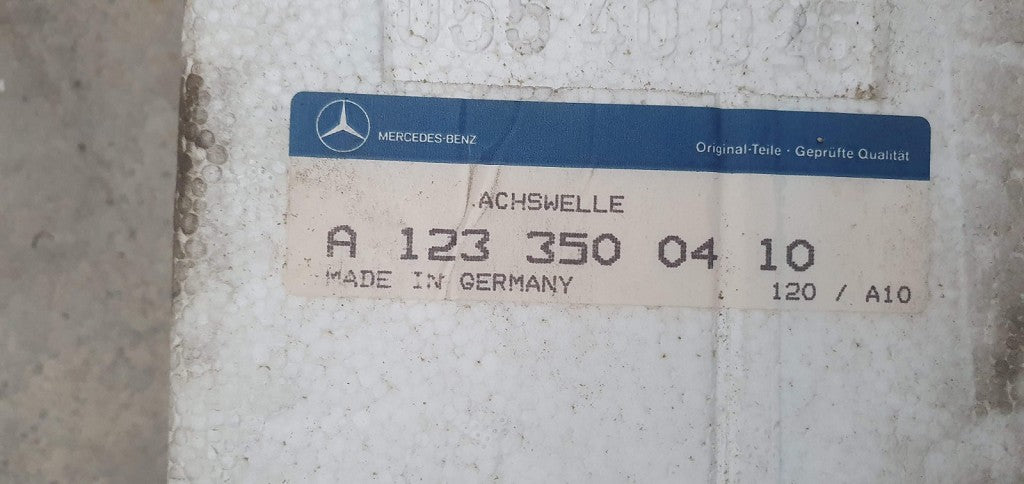 MERCEDES-BENZ
Original-Teile · Geprüfte Qualität
ACHSWELLE
A 123 350 04 10
MADE IN GERMANY
120 / A10